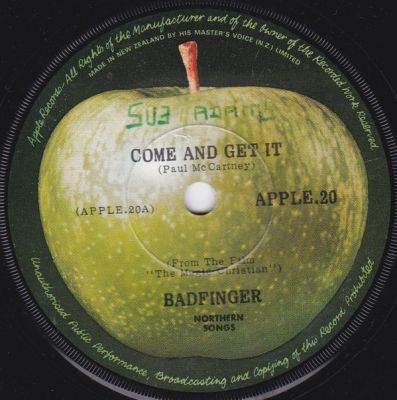 Apple Records · All Rights of the Manufacturer and of the Owner of the Recorded Work Reserved
MADE IN NEW ZEALAND BY HIS MASTER'S VOICE (N.Z.) LIMITED
SUE ADAMS
COME AND GET IT
(Paul McCartney)
(APPLE.20A)
APPLE.20
(From The Film
"The Magic Christian")
BADFINGER
NORTHERN
SONGS
Unauthorised Public Performance, Broadcasting and Copying of this Record Prohibited